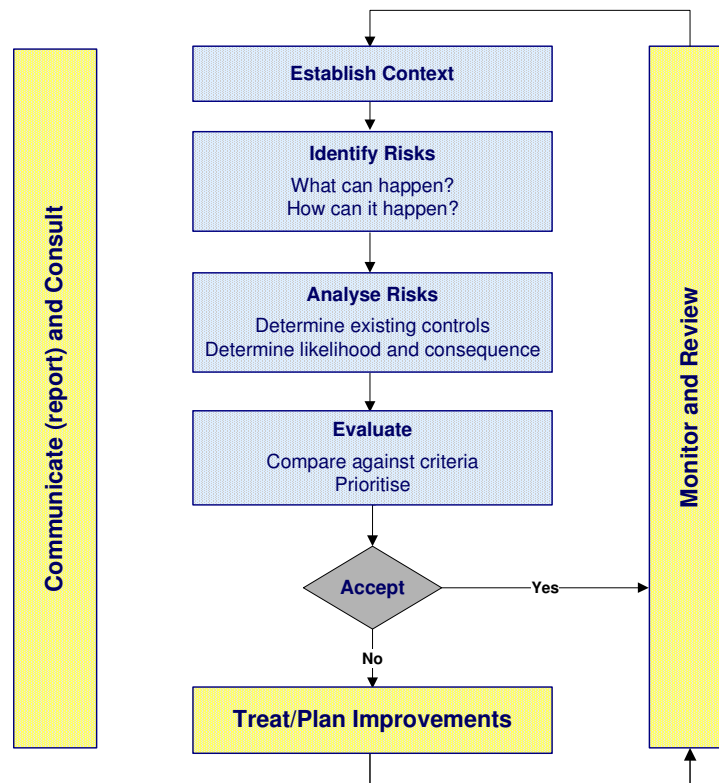 Communicate (report) and Consult
Establish Context
Identify Risks
What can happen?
How can it happen?
Analyse Risks
Determine existing controls
Determine likelihood and consequence
Evaluate
Compare against criteria
Prioritise
Accept
Yes
No
Treat/Plan Improvements
Monitor and Review